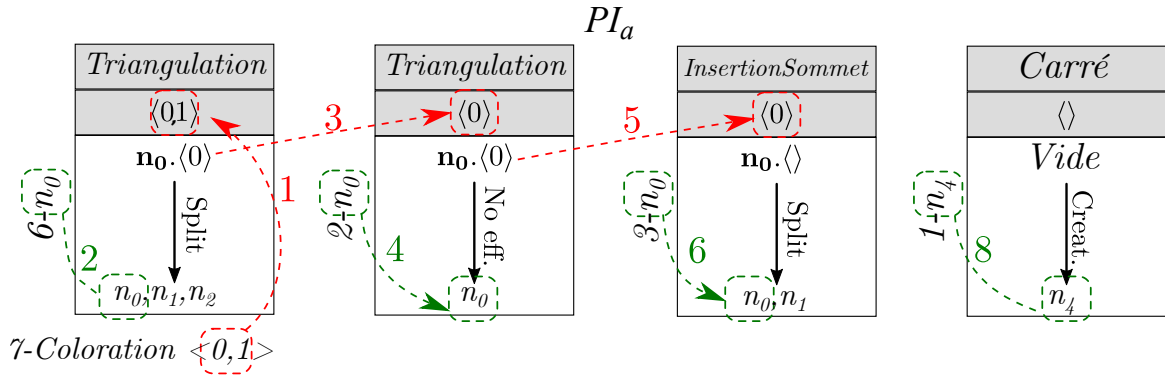 PI_a
Triangulation
⟨0,1⟩
n₀.⟨0⟩
1
6-n₀
Split
2
n₀,n₁,n₂
7-Coloration <0,1>
3
Triangulation
⟨0⟩
n₀.⟨0⟩
2-n₀
No eff.
4
n₀
5
InsertionSommet
⟨0⟩
n₀.⟨⟩
3-n₀
Split
6
n₀,n₁
Carré
⟨⟩
Vide
1-n₄
Creat.
8
n₄